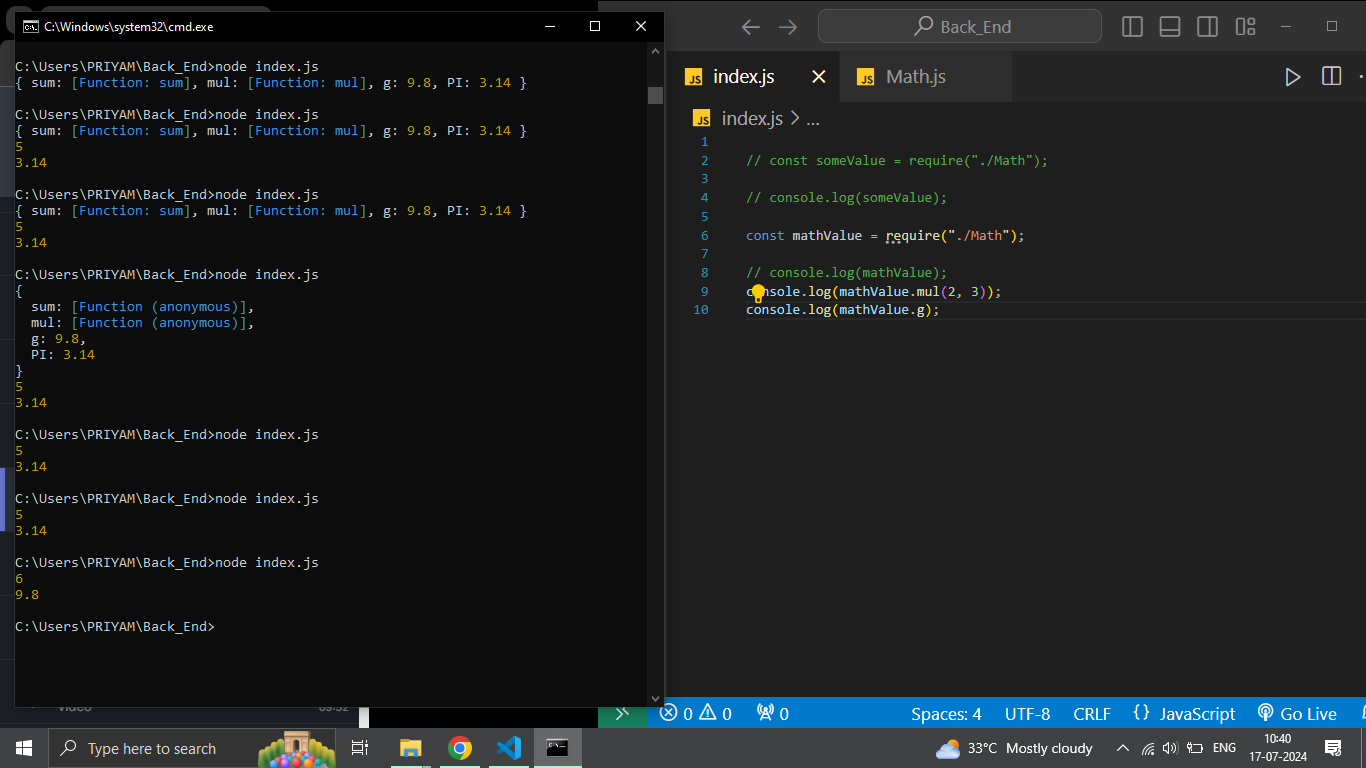 C:\Windows\system32\cmd.exe
C:\Users\PRIYAM\Back_End>node index.js
{ sum: [Function: sum], mul: [Function: mul], g: 9.8, PI: 3.14 }
C:\Users\PRIYAM\Back_End>node index.js
{ sum: [Function: sum], mul: [Function: mul], g: 9.8, PI: 3.14 }
5
3.14
C:\Users\PRIYAM\Back_End>node index.js
{ sum: [Function: sum], mul: [Function: mul], g: 9.8, PI: 3.14 }
5
3.14
C:\Users\PRIYAM\Back_End>node index.js
{
sum: [Function (anonymous)],
mul: [Function (anonymous)],
g: 9.8,
PI: 3.14
}
5
3.14
C:\Users\PRIYAM\Back_End>node index.js
5
3.14
C:\Users\PRIYAM\Back_End>node index.js
5
3.14
C:\Users\PRIYAM\Back_End>node index.js
6
9.8
C:\Users\PRIYAM\Back_End>
Back_End
JS index.js JS Math.js
JS index.js > ...
1
2 // const someValue = require("./Math");
3
4 // console.log(someValue);
5
6 const mathValue = require("./Math");
7
8 // console.log(mathValue);
9 console.log(mathValue.mul(2, 3));
10 console.log(mathValue.g);
0 0 0 Spaces: 4 UTF-8 CRLF {} JavaScript Go Live
Type here to search
33°C Mostly cloudy ENG
10:40
17-07-2024